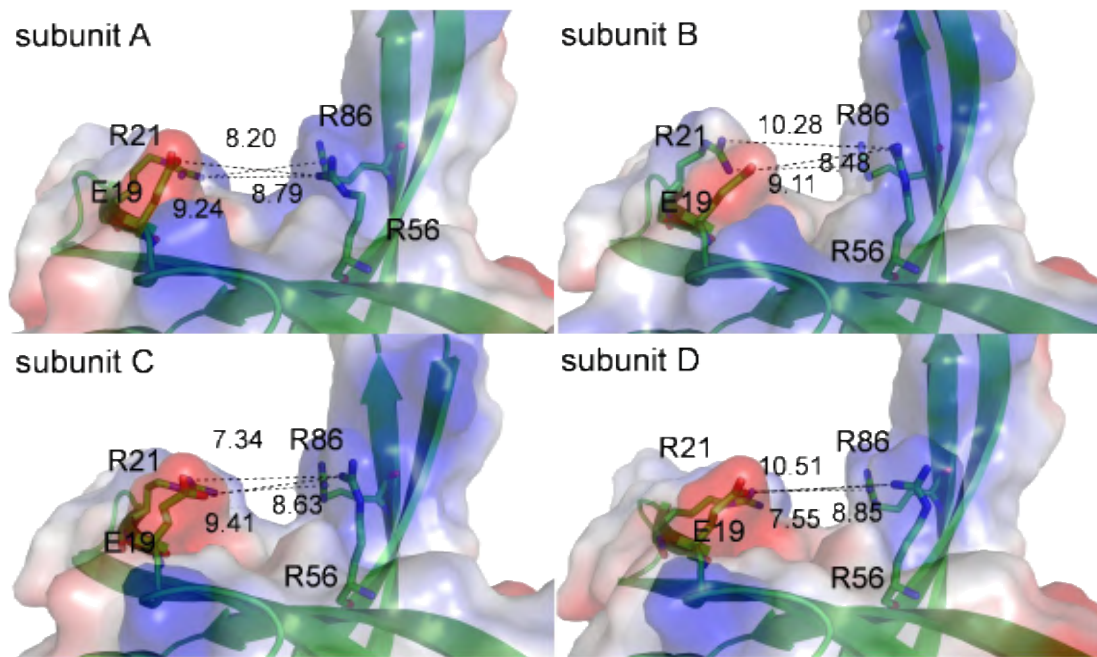 subunit A
R21
8.20
R86
E19
8.79
9.24
R56
subunit B
R21
10.28
R86
8.48
9.11
E19
R56
subunit C
7.34
R86
R21
8.63
9.41
E19
R56
subunit D
R86
R21
10.51
7.55
8.85
E19
R56